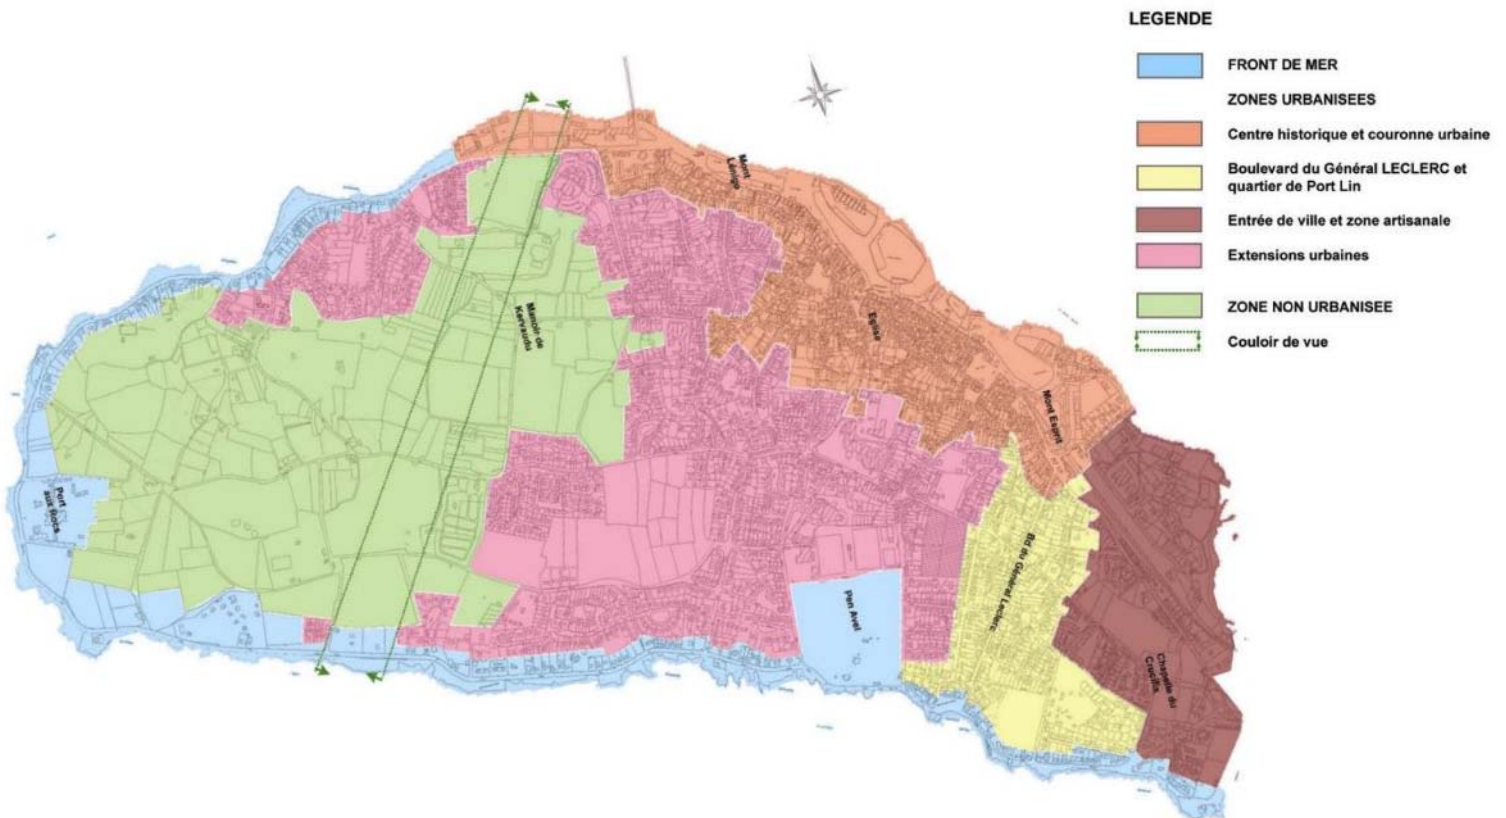 LEGENDE
FRONT DE MER
ZONES URBANISEES
Centre historique et couronne urbaine
Boulevard du Général LECLERC et
quartier de Port Lin
Entrée de ville et zone artisanale
Extensions urbaines
ZONE NON URBANISEE
Couloir de vue
Mont
Lénigo
Manoir de
Kervaudu
Eglise
Mont Esprit
Port
aux Rocs
Bd du Général Leclerc
Pen Avel
Chapelle du
Crucifix